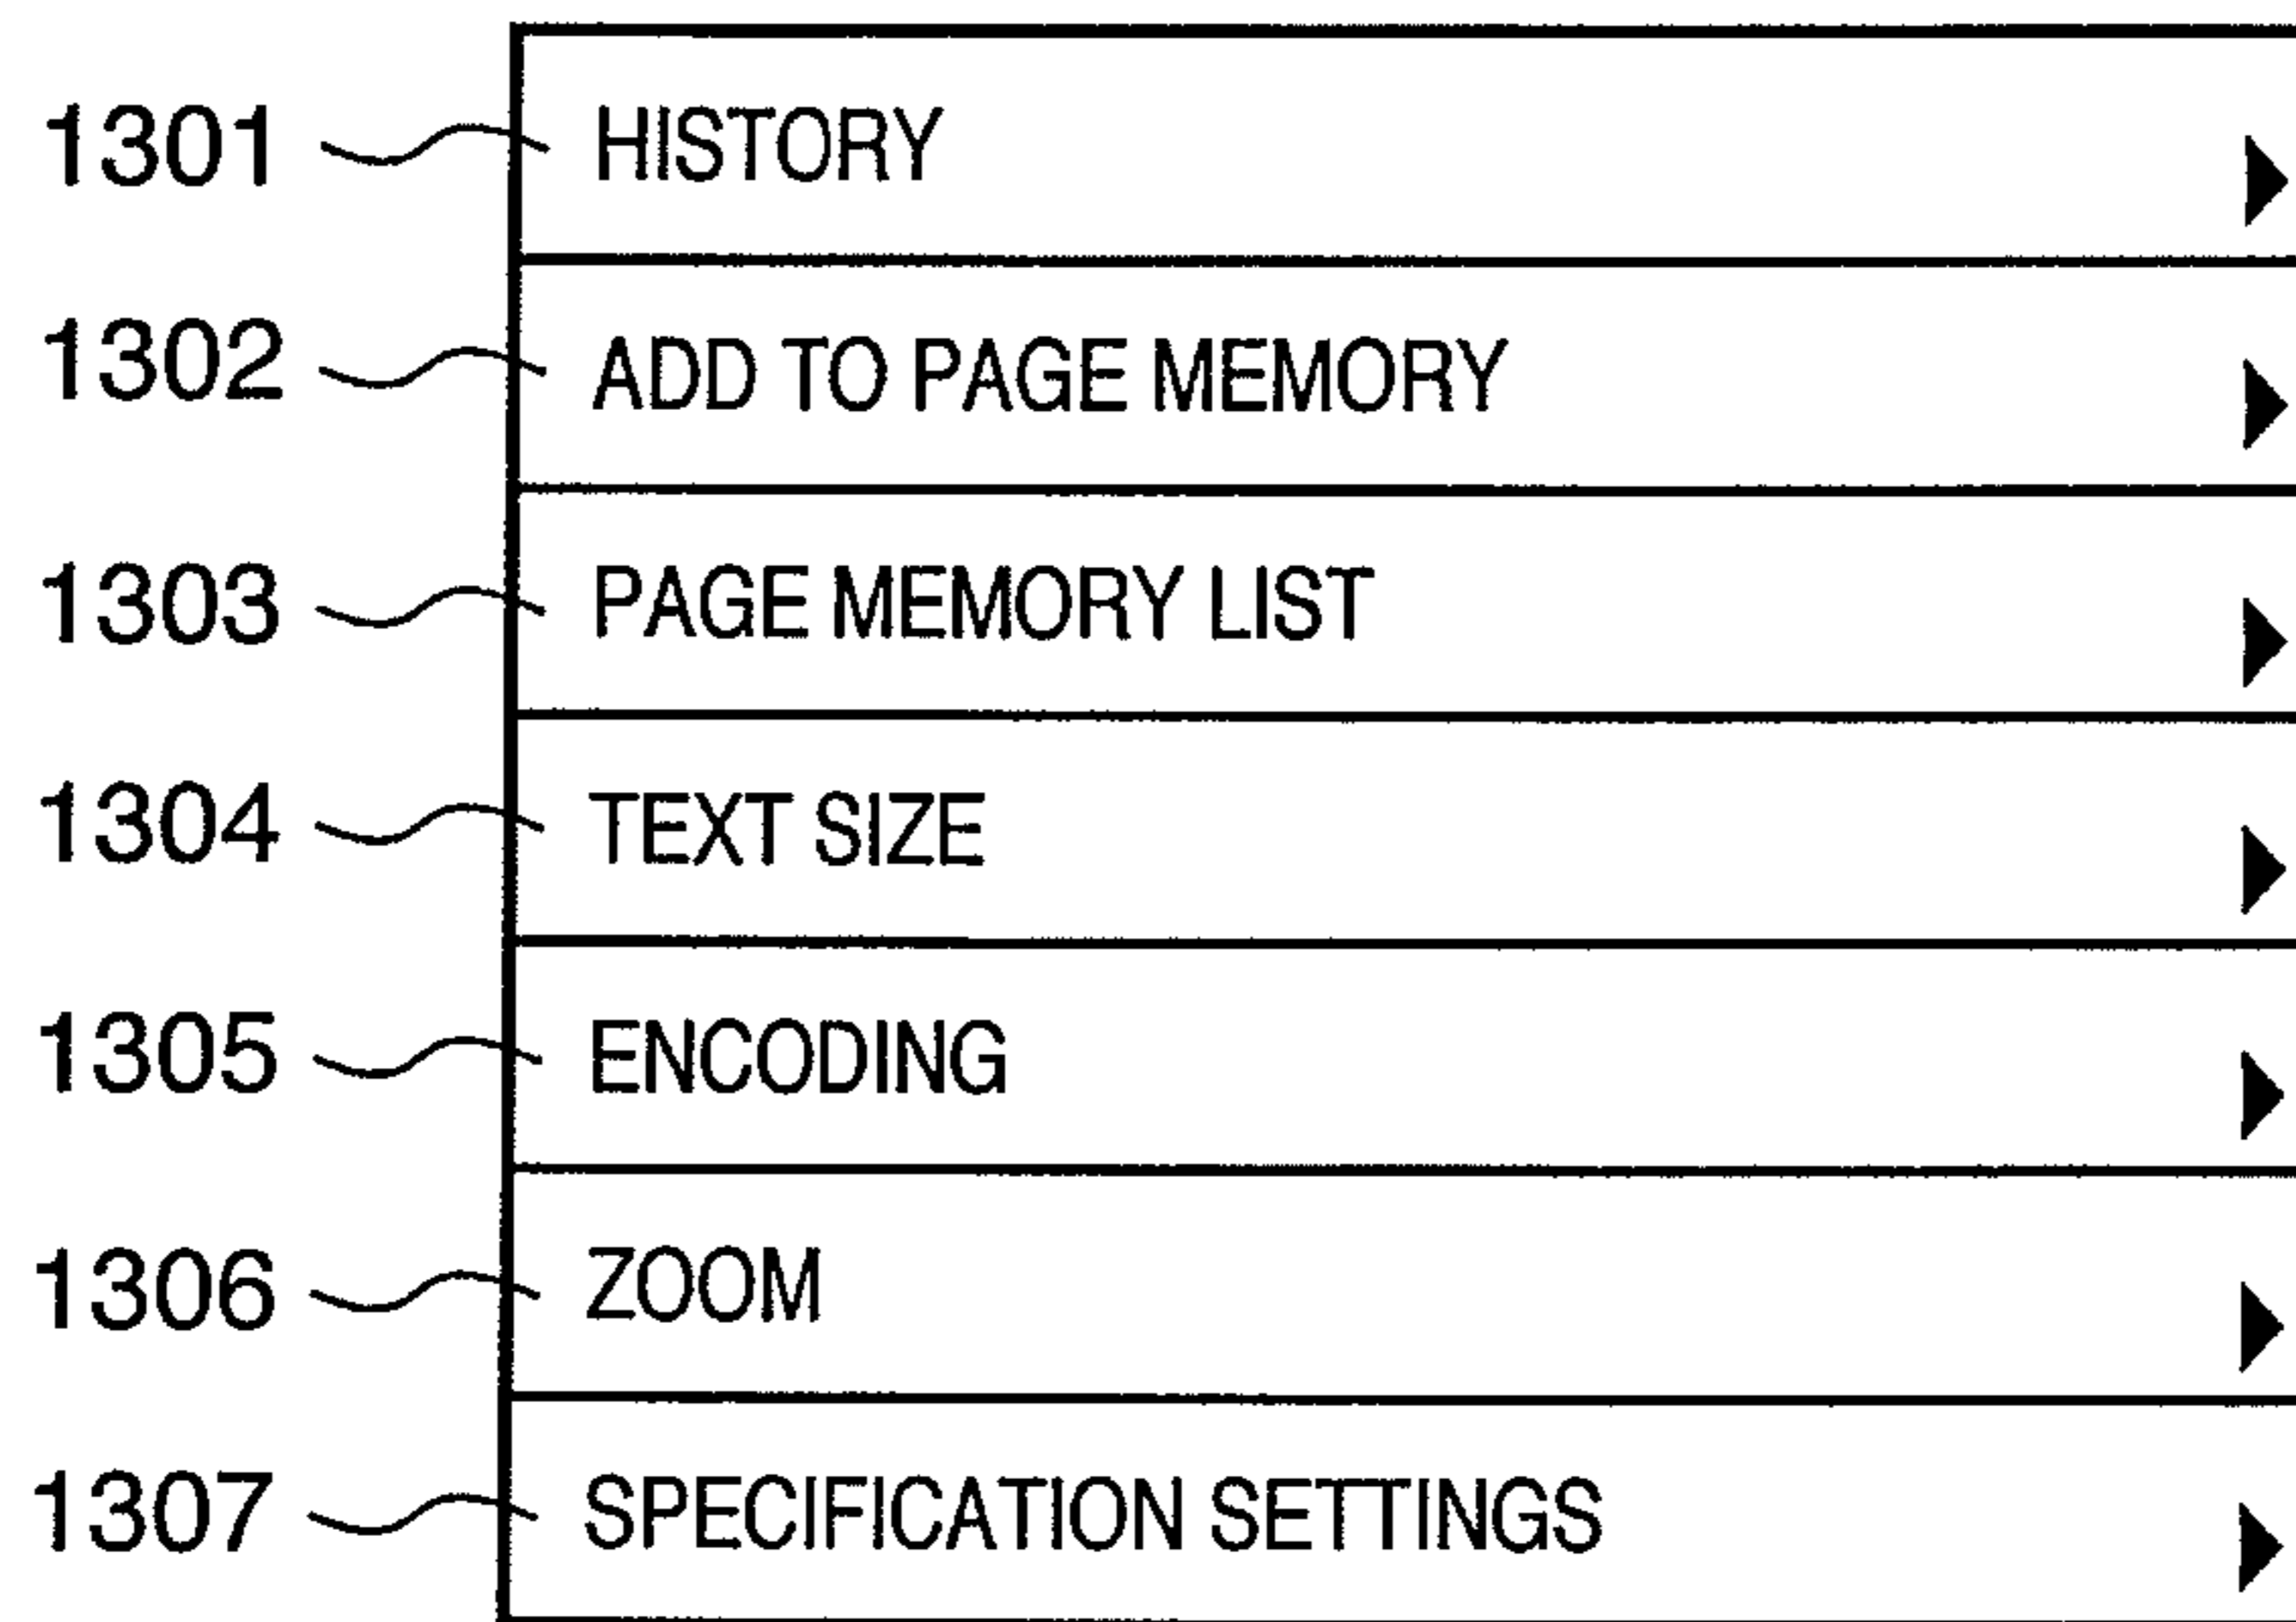 1301 HISTORY
1302 ADD TO PAGE MEMORY
1303 PAGE MEMORY LIST
1304 TEXT SIZE
1305 ENCODING
1306 ZOOM
1307 SPECIFICATION SETTINGS